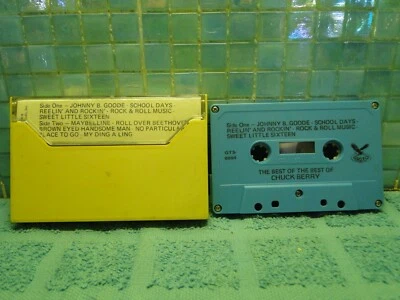 Side One - JOHNNY B. GOODE - SCHOOL DAYS -
REELIN' AND ROCKIN' - ROCK & ROLL MUSIC -
SWEET LITTLE SIXTEEN
Side Two - MAYBELLINE - ROLL OVER BEETHOVEN
BROWN EYED HANDSOME MAN - NO PARTICULAR
PLACE TO GO - MY DING A LING
Side One - JOHNNY B. GOODE - SCHOOL DAYS -
REELIN' AND ROCKIN' - ROCK & ROLL MUSIC -
SWEET LITTLE SIXTEEN
THE BEST OF THE BEST OF
CHUCK BERRY